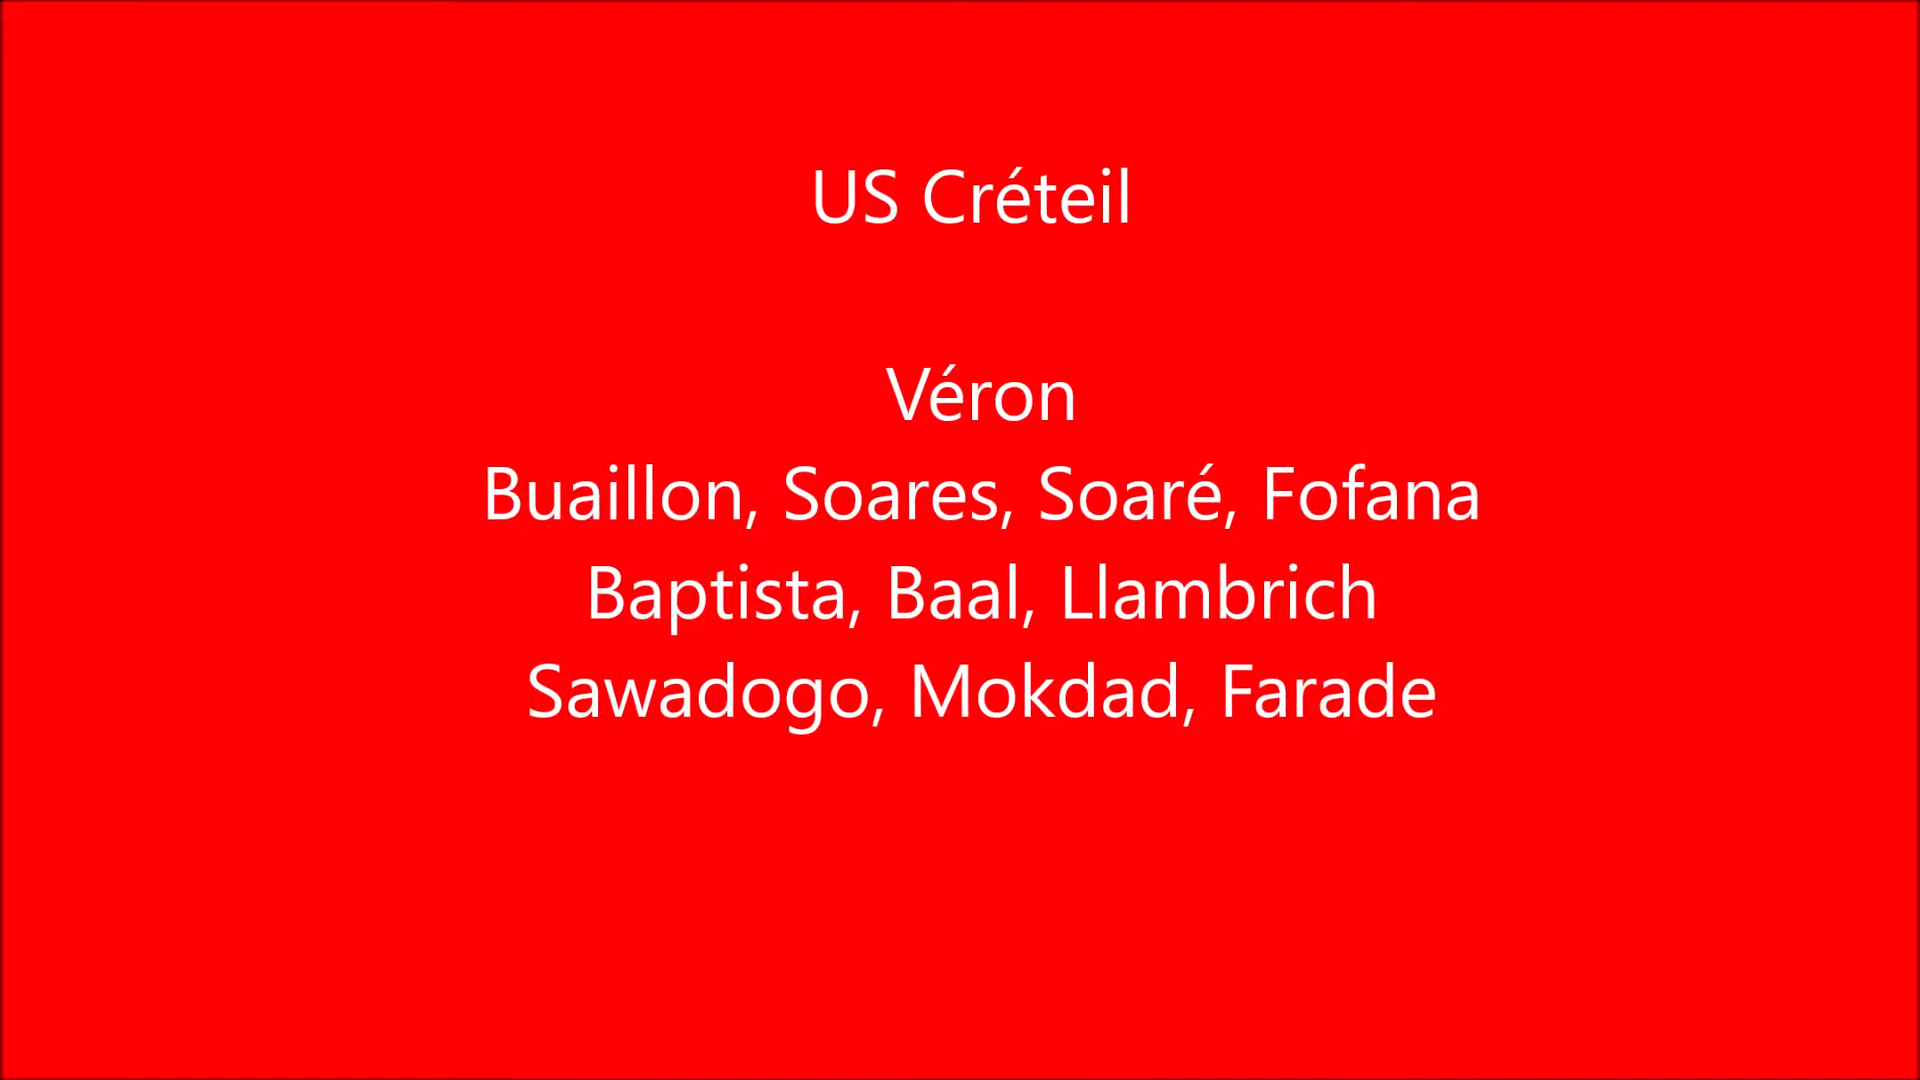 US Créteil
Véron
Buaillon, Soares, Soaré, Fofana
Baptista, Baal, Llambrich
Sawadogo, Mokdad, Farade